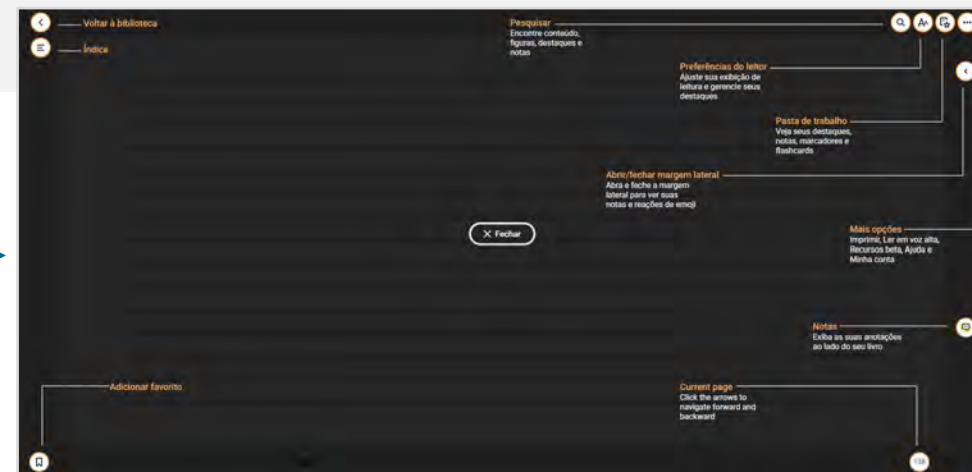 Voltar à biblioteca
Índice
Pesquisar
Encontre conteúdo,
figuras, destaques e
notas
Preferências do leitor
Ajuste sua exibição de
leitura e gerencie seus
destaques
Pasta de trabalho
Veja seus destaques,
notas, marcadores e
flashcards
Abrir/fechar margem lateral
Abra e feche a margem
lateral para ver suas
notas e reações de emoji
× Fechar
Mais opções
Imprimir, Ler em voz alta,
Recursos beta, Ajuda e
Minha conta
Notas
Exiba as suas anotações
ao lado do seu livro
Adicionar favorito
Current page
Click the arrows to
navigate forward and
backward